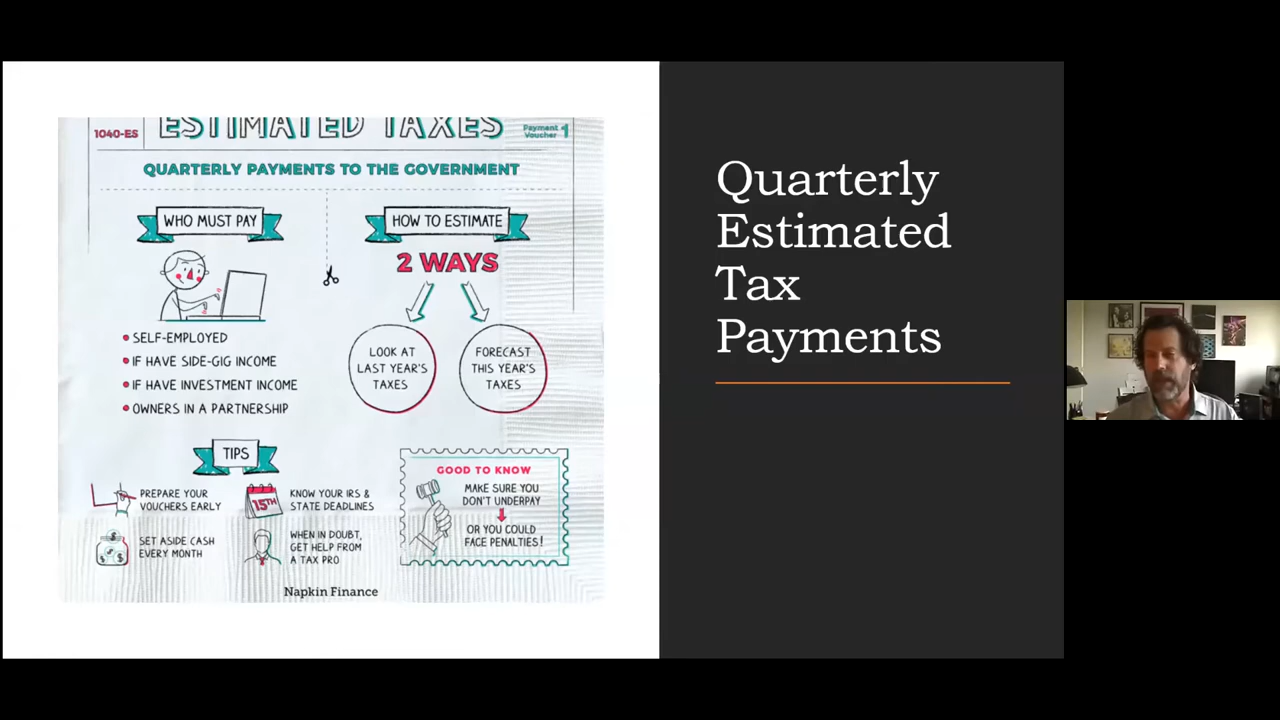 1040-ES
ESTIMATED TAXES
Payment
Voucher 1
QUARTERLY PAYMENTS TO THE GOVERNMENT
WHO MUST PAY
SELF-EMPLOYED
IF HAVE SIDE-GIG INCOME
IF HAVE INVESTMENT INCOME
OWNERS IN A PARTNERSHIP
HOW TO ESTIMATE
2 WAYS
LOOK AT
LAST YEAR'S
TAXES
FORECAST
THIS YEAR'S
TAXES
TIPS
PREPARE YOUR
VOUCHERS EARLY
15TH
KNOW YOUR IRS &
STATE DEADLINES
SET ASIDE CASH
EVERY MONTH
WHEN IN DOUBT,
GET HELP FROM
A TAX PRO
GOOD TO KNOW
MAKE SURE YOU
DON'T UNDERPAY
OR YOU COULD
FACE PENALTIES!
Napkin Finance
Quarterly
Estimated
Tax
Payments